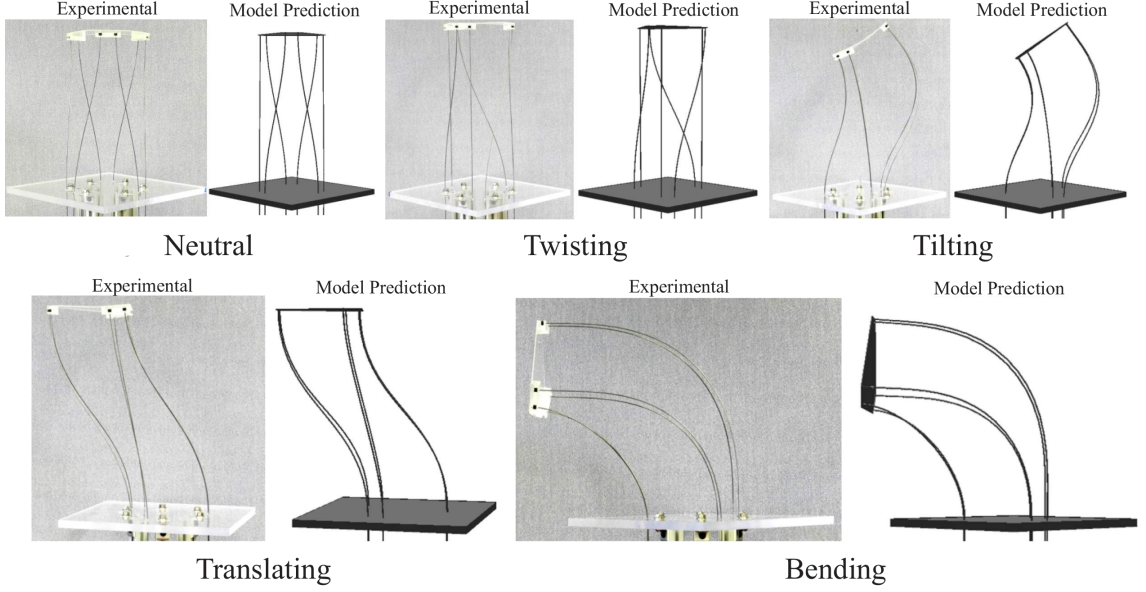 Experimental Model Prediction Experimental Model Prediction Experimental Model Prediction
Neutral Twisting Tilting
Experimental Model Prediction Experimental Model Prediction
Translating Bending